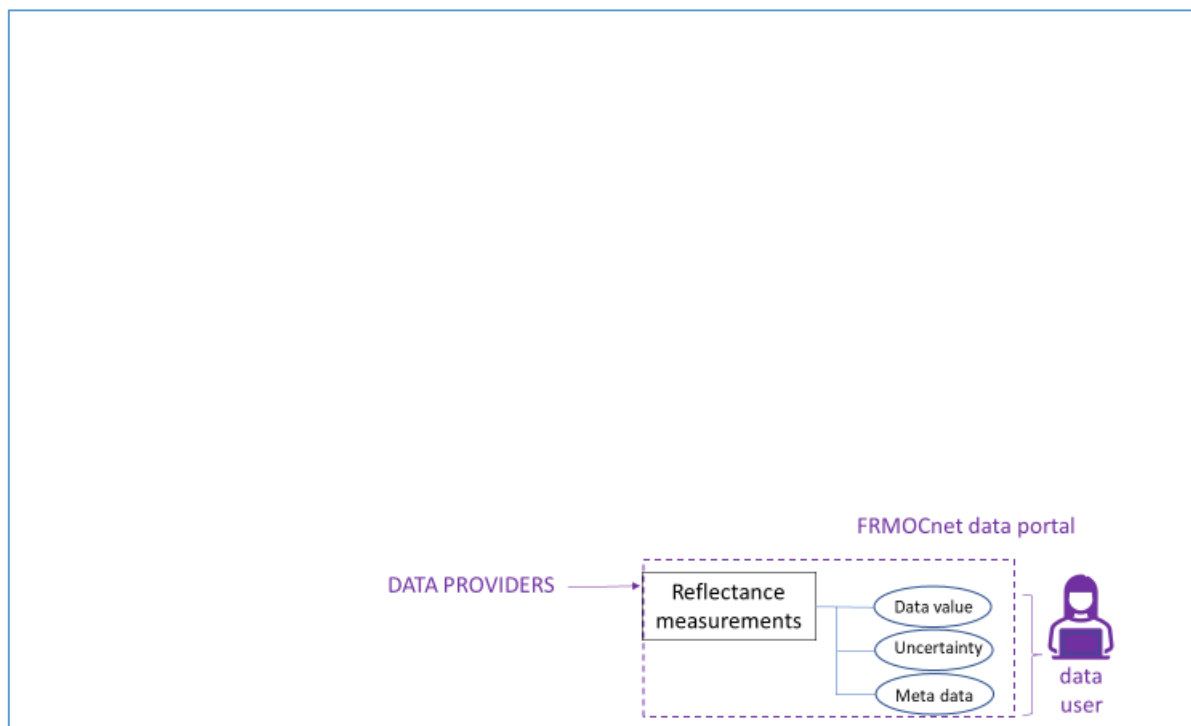 FRMOCnet data portal
DATA PROVIDERS
Reflectance
measurements
Data value
Uncertainty
Meta data
data
user